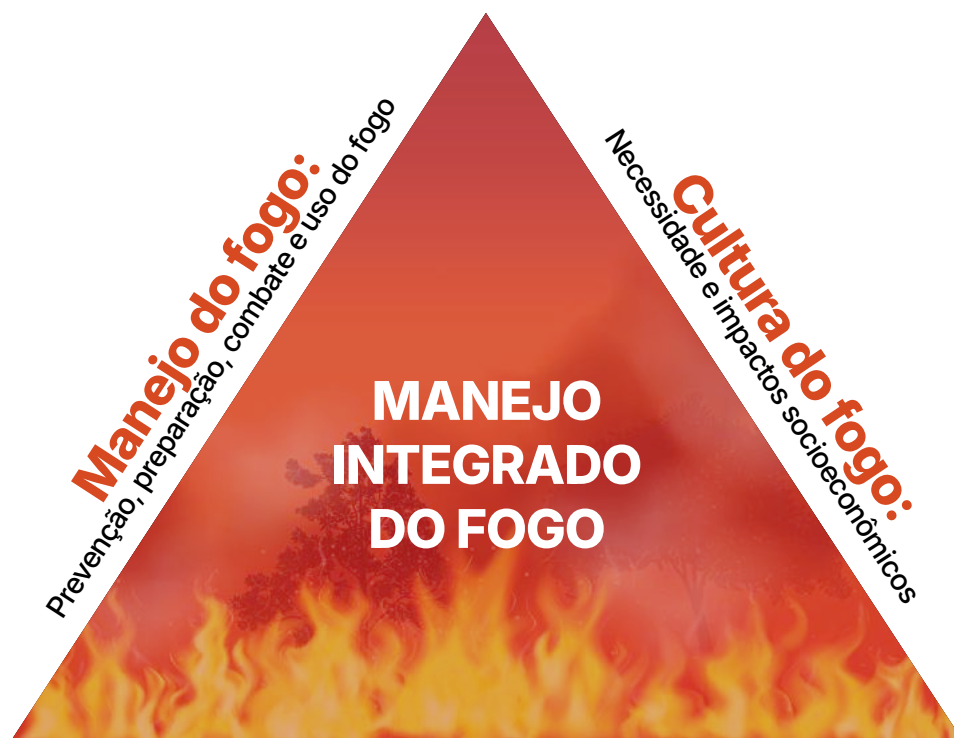 Manejo do fogo:
Prevenção, preparação, combate e uso do fogo
Cultura do fogo:
Necessidade e impactos socioeconômicos
MANEJO
INTEGRADO
DO FOGO